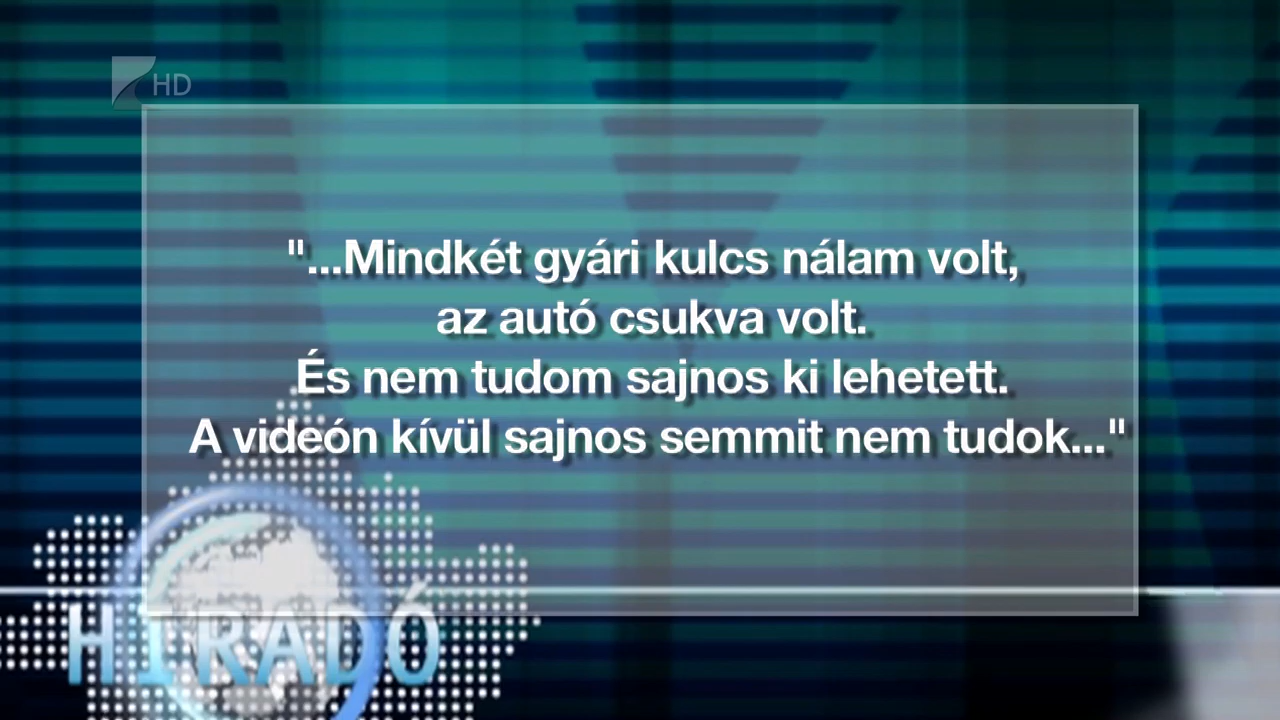 HD
"...Mindkét gyári kulcs nálam volt,
az autó csukva volt.
És nem tudom sajnos ki lehetett.
A videón kívül sajnos semmit nem tudok..."
HÍRADÓ